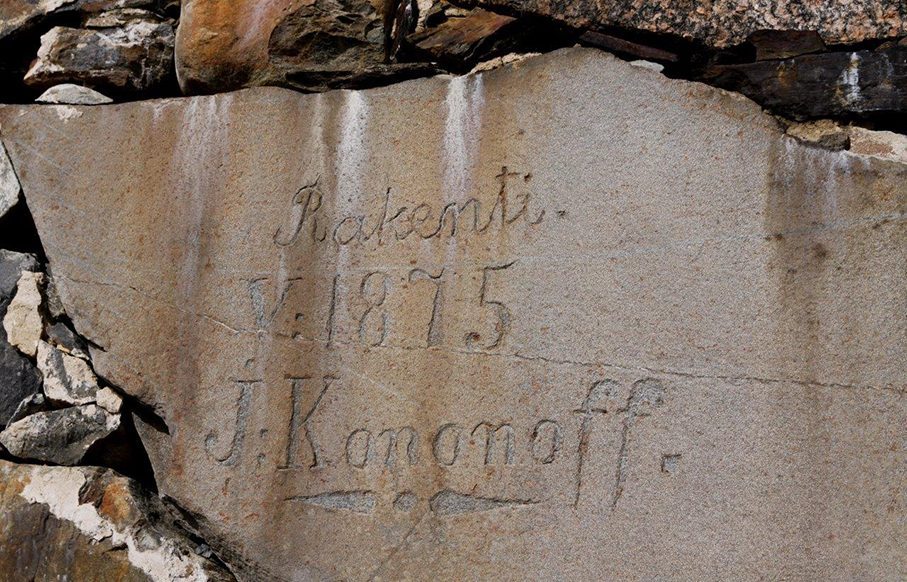 Rakenti.
V: 1875
J: Kononoff.